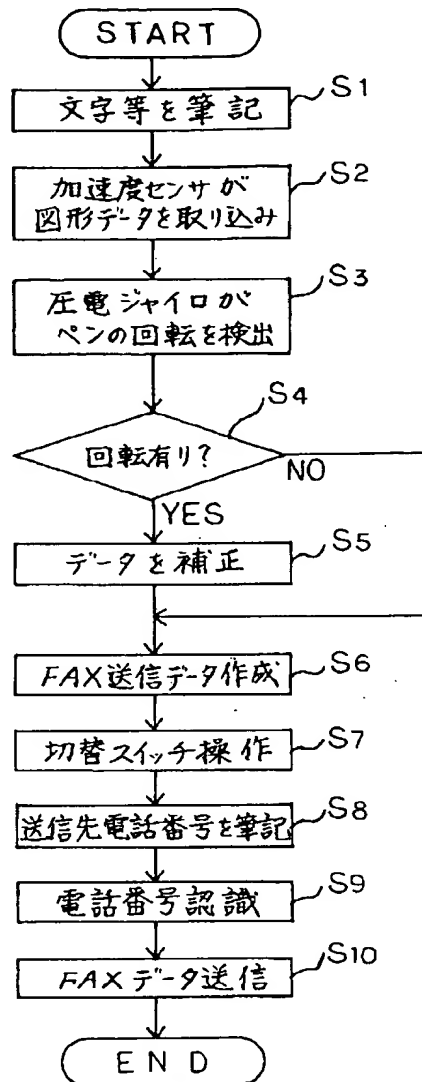 START
文字等を筆記
S1
加速度センサが
図形データを取り込み
S2
圧電ジャイロが
ペンの回転を検出
S3
S4
回転有り?
NO
YES
データを補正
S5
FAX送信データ作成
S6
切替スイッチ操作
S7
送信先電話番号を筆記
S8
電話番号認識
S9
FAXデータ送信
S10
END